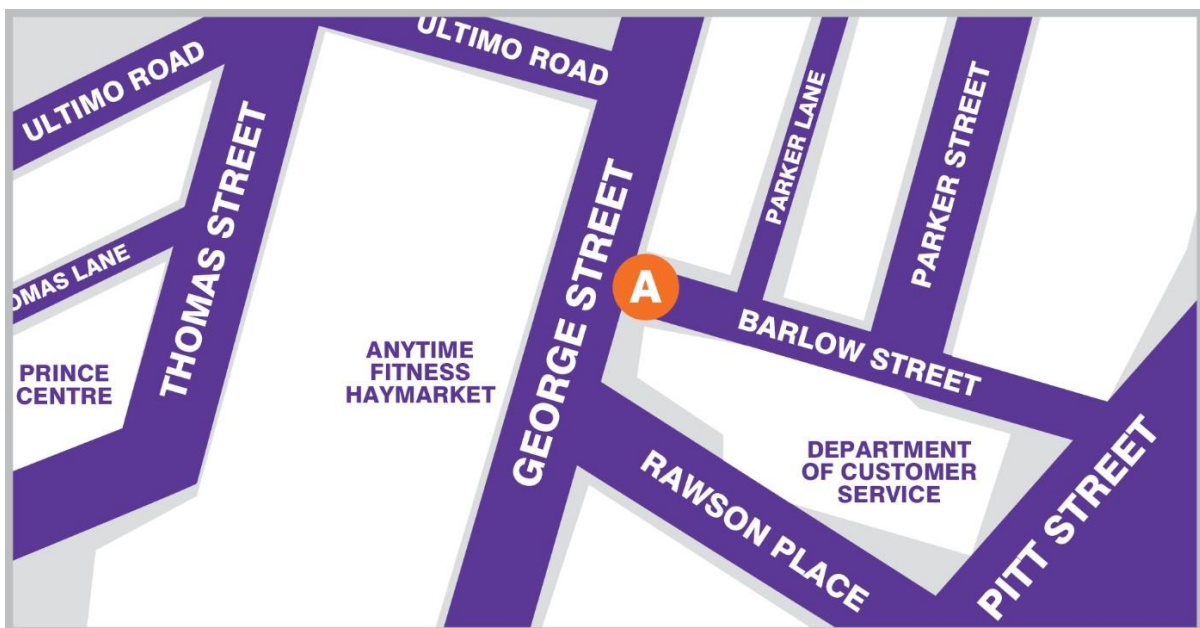 ULTIMO ROAD
ULTIMO ROAD
THOMAS STREET
OMAS LANE
PRINCE
CENTRE
ANYTIME
FITNESS
HAYMARKET
GEORGE STREET
A
PARKER LANE
PARKER STREET
BARLOW STREET
RAWSON PLACE
DEPARTMENT
OF CUSTOMER
SERVICE
PITT STREET